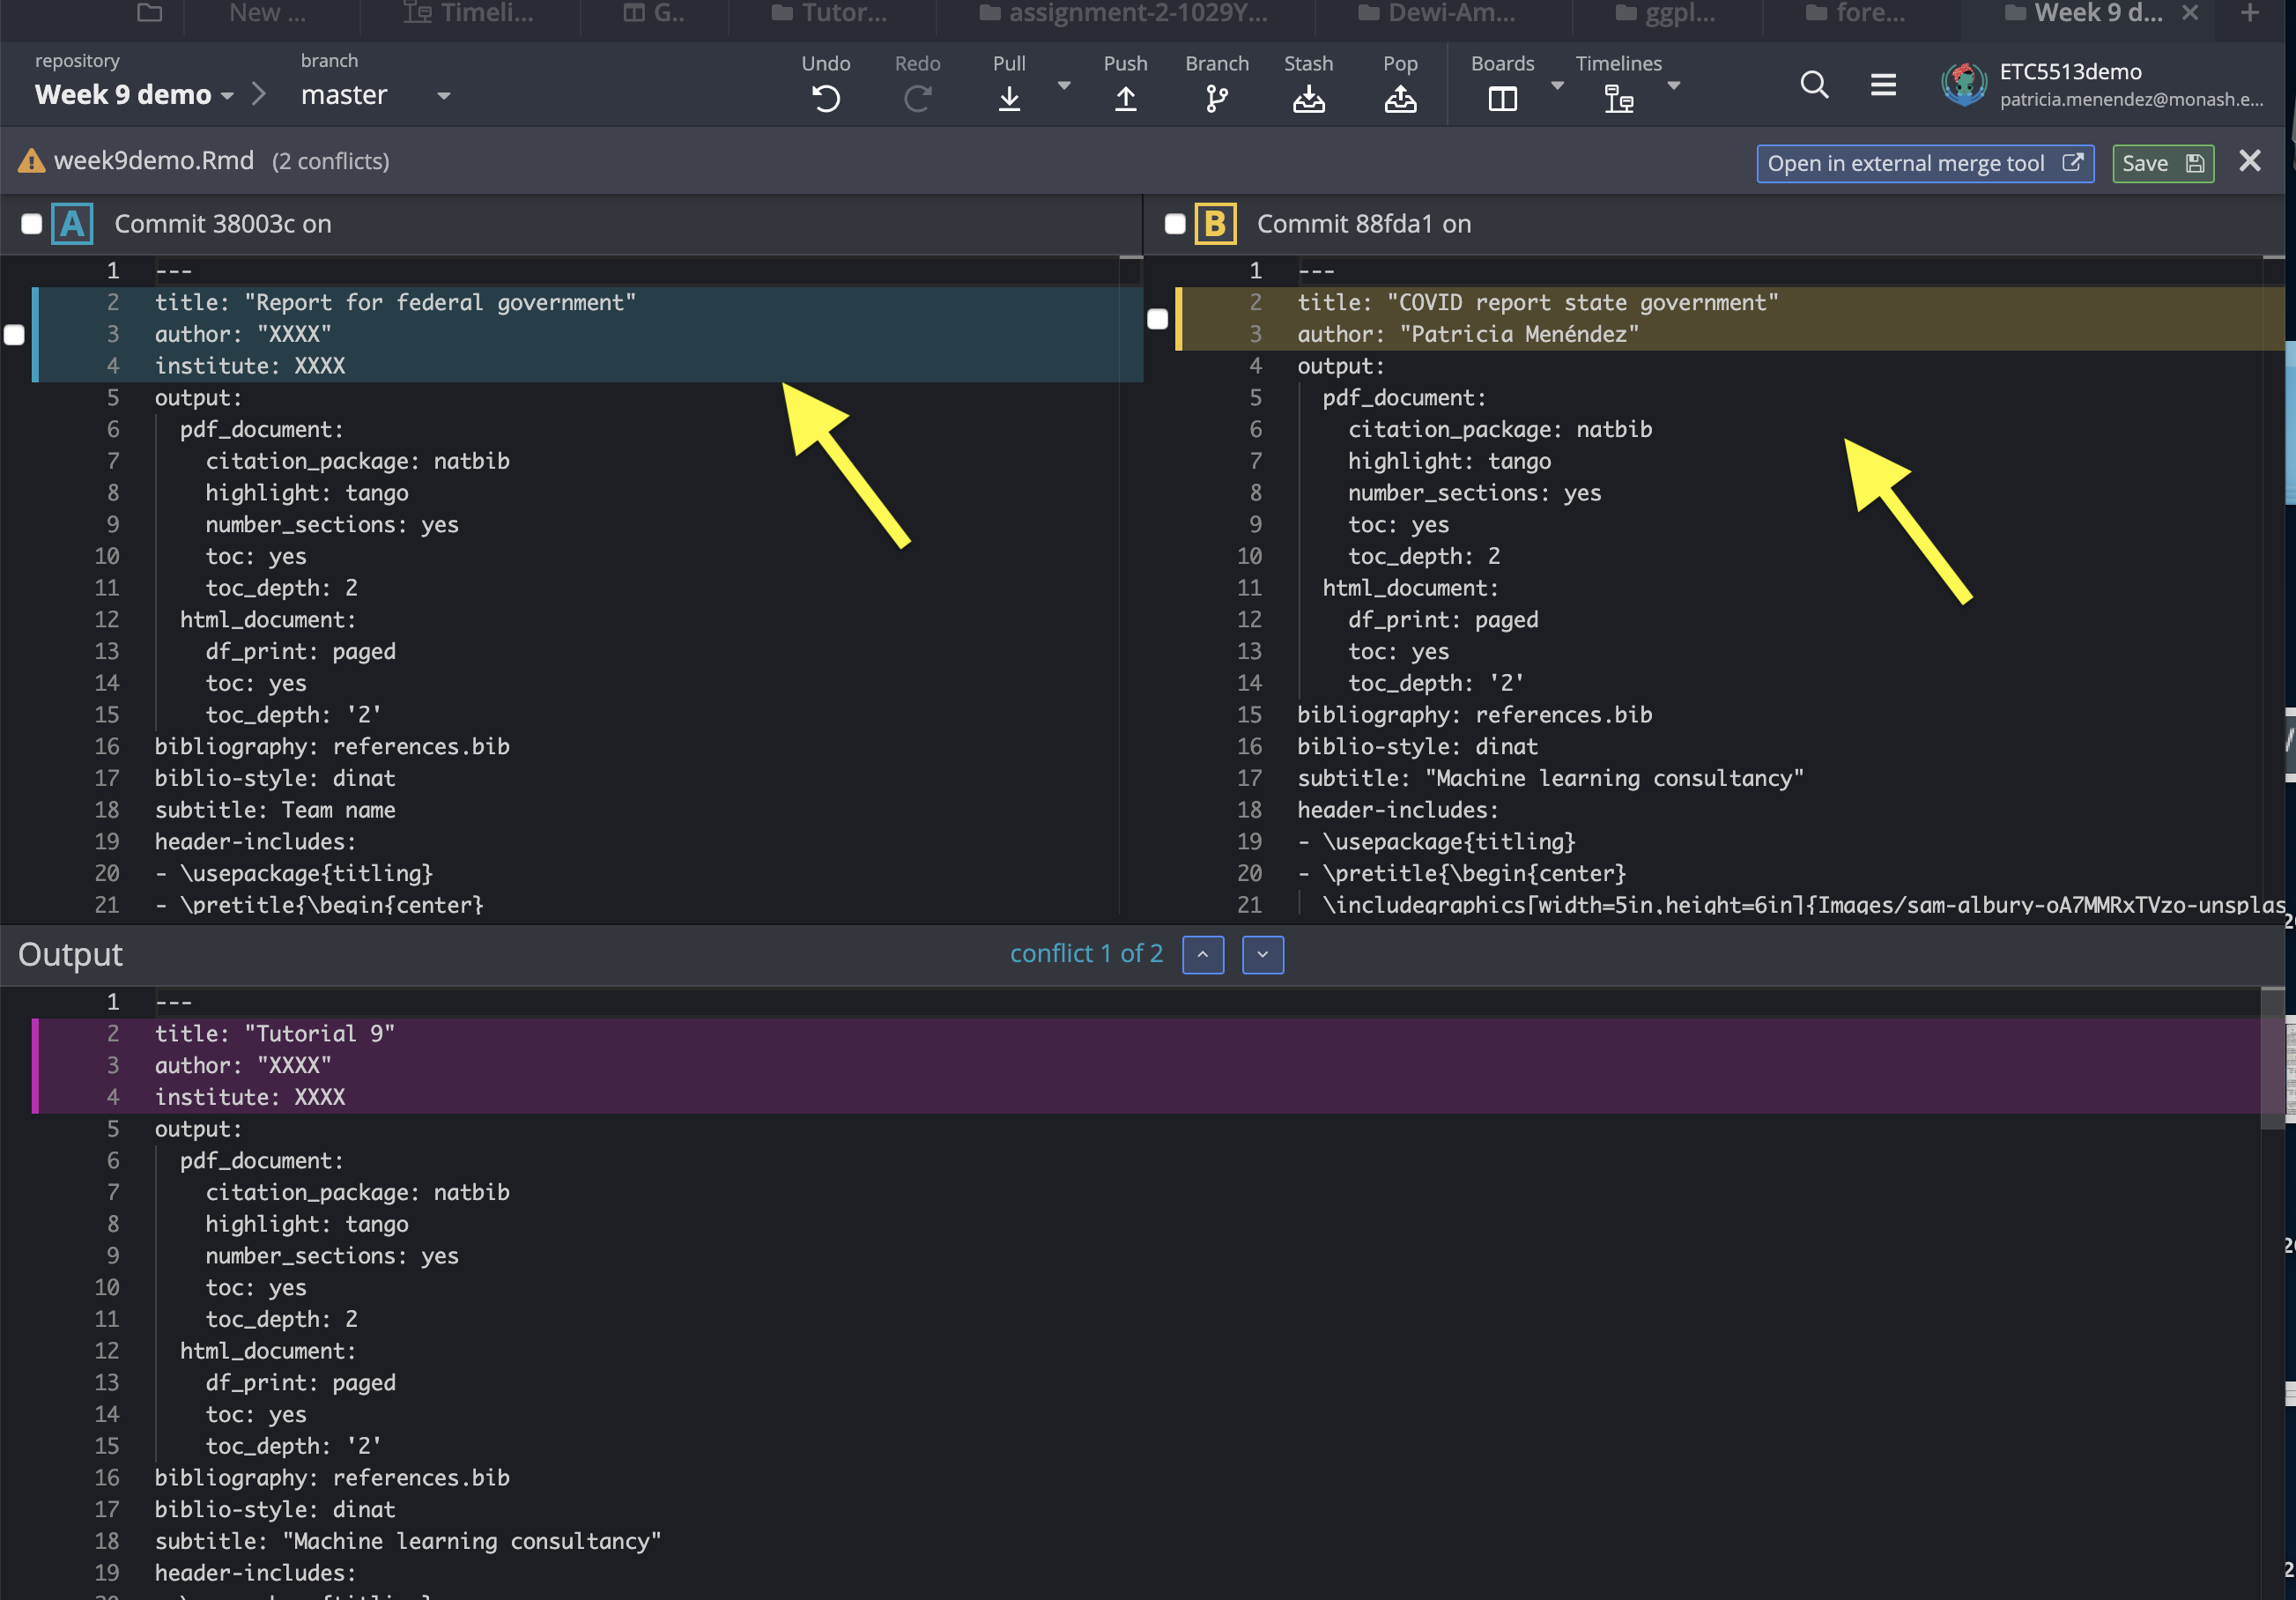 New ...
Timeli...
G..
Tutor...
assignment-2-1029Y...
Dewi-Am...
ggpl...
fore...
Week 9 d...
repository
branch
Undo
Redo
Pull
Push
Branch
Stash
Pop
Boards
Timelines
Week 9 demo
master
ETC5513demo
patricia.menendez@monash.e...
week9demo.Rmd (2 conflicts)
Open in external merge tool
Save
A Commit 38003c on
1 ---
2 title: "Report for federal government"
3 author: "XXXX"
4 institute: XXXX
5 output:
6 pdf_document:
7 citation_package: natbib
8 highlight: tango
9 number_sections: yes
10 toc: yes
11 toc_depth: 2
12 html_document:
13 df_print: paged
14 toc: yes
15 toc_depth: '2'
16 bibliography: references.bib
17 biblio-style: dinat
18 subtitle: Team name
19 header-includes:
20 - \usepackage{titling}
21 - \pretitle{\begin{center}
B Commit 88fda1 on
1 ---
2 title: "COVID report state government"
3 author: "Patricia Menéndez"
4 output:
5 pdf_document:
6 citation_package: natbib
7 highlight: tango
8 number_sections: yes
9 toc: yes
10 toc_depth: 2
11 html_document:
12 df_print: paged
13 toc: yes
14 toc_depth: '2'
15 bibliography: references.bib
16 biblio-style: dinat
17 subtitle: "Machine learning consultancy"
18 header-includes:
19 - \usepackage{titling}
20 - \pretitle{\begin{center}
21 \includegraphics[width=5in,height=6in]{Images/sam-albury-oA7MMRxTVzo-unsplas
Output
conflict 1 of 2
1 ---
2 title: "Tutorial 9"
3 author: "XXXX"
4 institute: XXXX
5 output:
6 pdf_document:
7 citation_package: natbib
8 highlight: tango
9 number_sections: yes
10 toc: yes
11 toc_depth: 2
12 html_document:
13 df_print: paged
14 toc: yes
15 toc_depth: '2'
16 bibliography: references.bib
17 biblio-style: dinat
18 subtitle: "Machine learning consultancy"
19 header-includes: